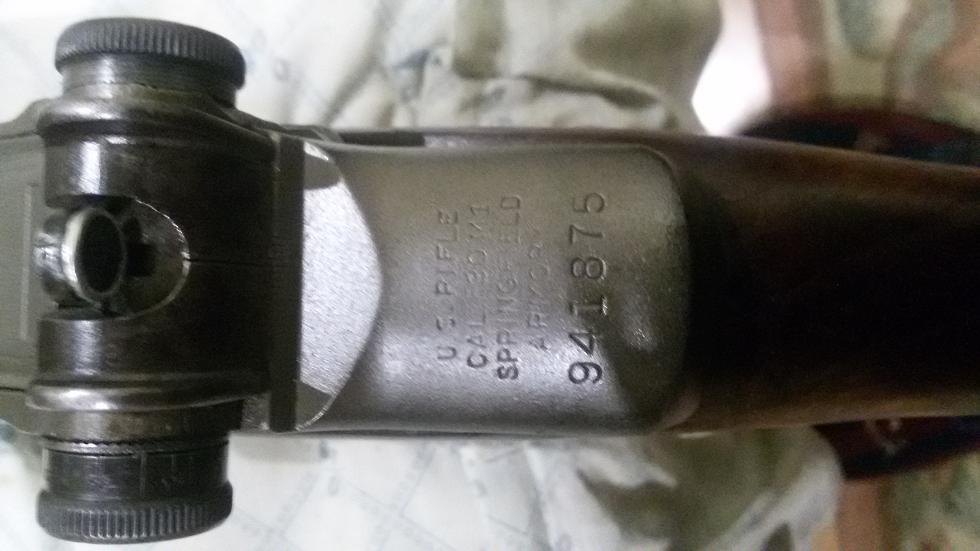 U.S. RIFLE
CAL. .30 M1
SPRINGFIELD
ARMORY
941875